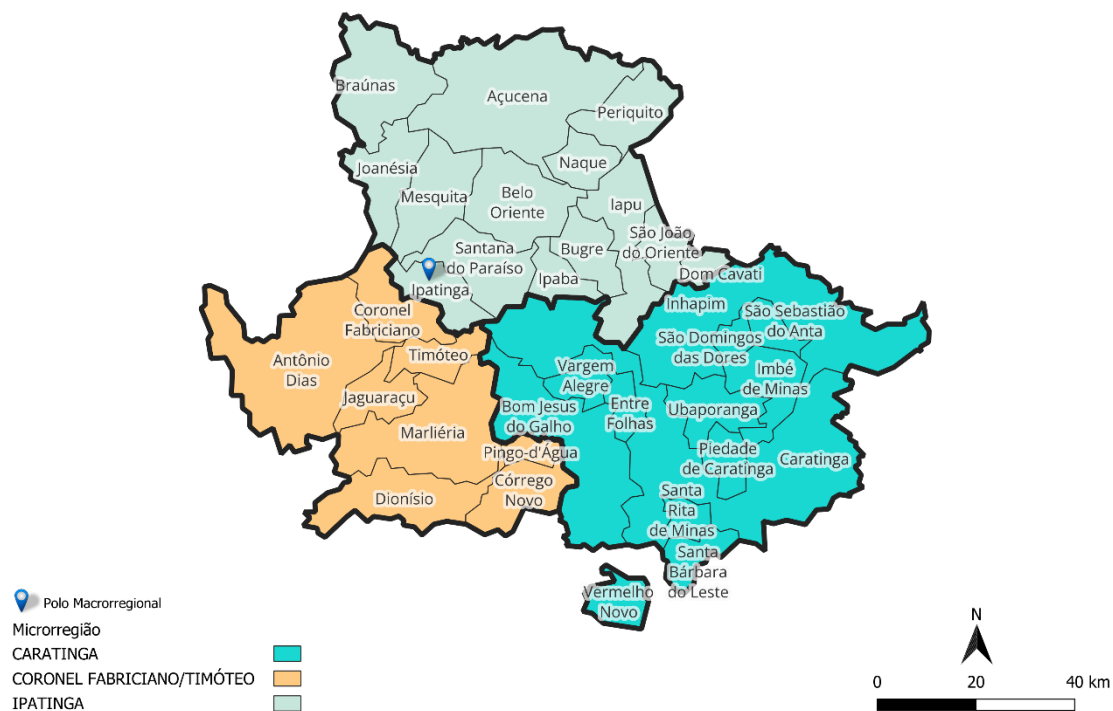 Braúnas
Açucena
Periquito
Joanésia
Naque
Mesquita
Belo
Oriente
Iapu
São João
do Oriente
Santana
do Paraíso
Bugre
Ipaba
Ipatinga
Dom Cavati
Inhapim
São Sebastião
do Anta
Coronel
Fabriciano
São Domingos
das Dores
Timóteo
Antônio
Dias
Vargem
Alegre
Imbé
de Minas
Jaguaraçu
Bom Jesus
do Galho
Entre
Folhas
Ubaporanga
Marliéria
Pingo-d'Água
Piedade
de Caratinga
Caratinga
Dionísio
Córrego
Novo
Santa
Rita
de Minas
Santa
Bárbara
do Leste
Vermelho
Novo
Polo Macrorregional
Microrregião
CARATINGA
CORONEL FABRICIANO/TIMÓTEO
IPATINGA
N
0 20 40 km